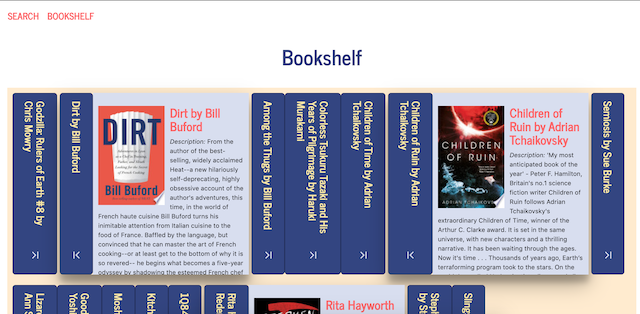 SEARCH BOOKSHELF
Bookshelf
Godzilla: Rulers of Earth #8 by
Chris Mowry
Dirt by Bill Buford
DIRT
Bill Buford
Dirt by Bill
Buford
Description: From the
author of the best-
selling, widely acclaimed
Heat--a new hilariously
self-deprecating, highly
obsessive account of the
author's adventures, this
time, in the world of
French haute cuisine Bill Buford turns his
inimitable attention from Italian cuisine to the
food of France. Baffled by the language, but
convinced that he can master the art of French
cooking--or at least get to the bottom of why it is
so revered-- he begins what becomes a five-year
odyssey by shadowing the esteemed French chef
Among the Thugs by Bill Buford
Colorless Tsukuru Tazaki and His
Years of Pilgrimage by Haruki
Murakami
Children of Time by Adrian
Tchaikovsky
Children of Ruin by Adrian
Tchaikovsky
CHILDREN
OF RUIN
ADRIAN TCHAIKOVSKY
Children of
Ruin by Adrian
Tchaikovsky
Description: 'My most
anticipated book of the
year' - Peter F. Hamilton,
Britain's no.1 science
fiction writer Children of
Ruin follows Adrian
Tchaikovsky's
extraordinary Children of Time, winner of the
Arthur C. Clarke award. It is set in the same
universe, with new characters and a thrilling
narrative. It has been waiting through the ages.
Now it's time . . . Thousands of years ago, Earth's
terraforming program took to the stars. On the
Semiosis by Sue Burke
Lizard
Ann S
Good
Yoshi
Mosh
Kitch
1Q84
Rita H
Rede
Rita Hayworth
Steph
by St
Sling